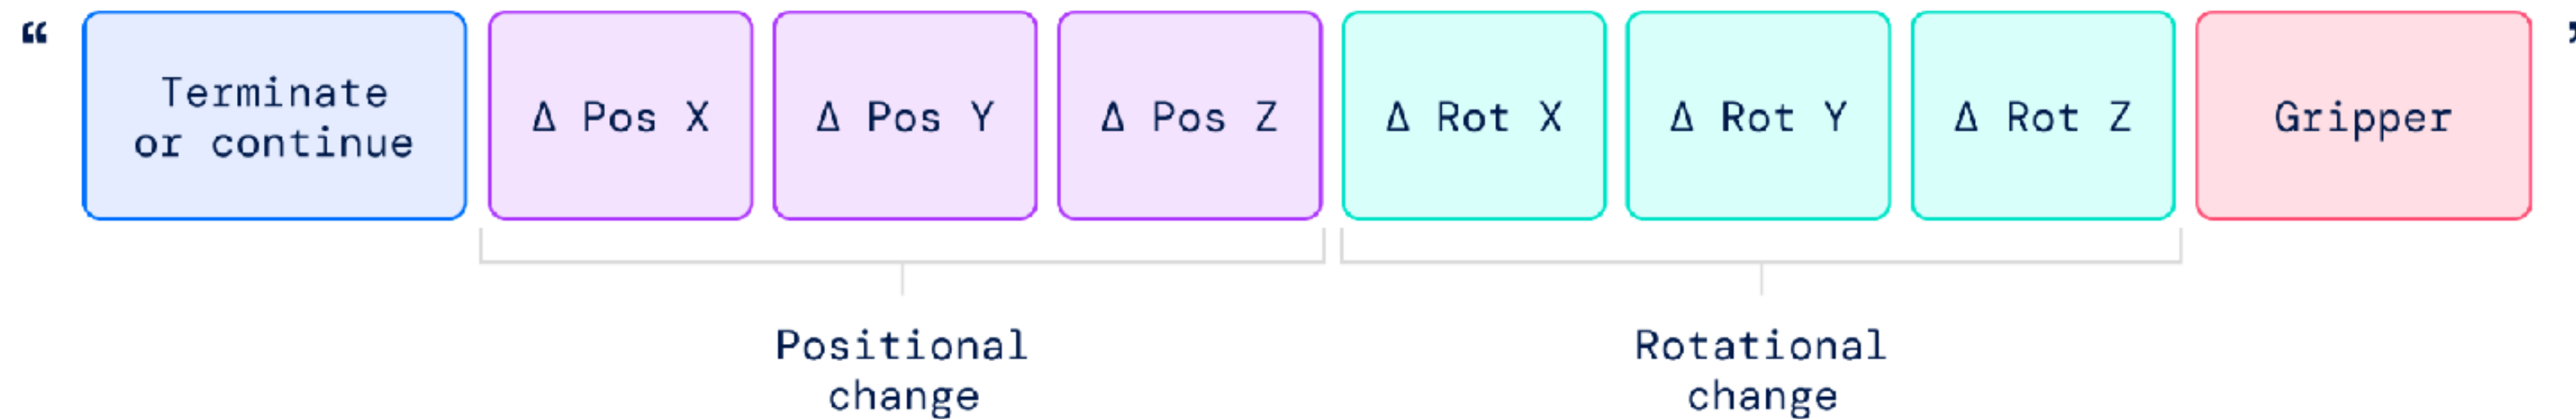 “ Terminate or continue Δ Pos X Δ Pos Y Δ Pos Z Δ Rot X Δ Rot Y Δ Rot Z Gripper ”
Positional change
Rotational change